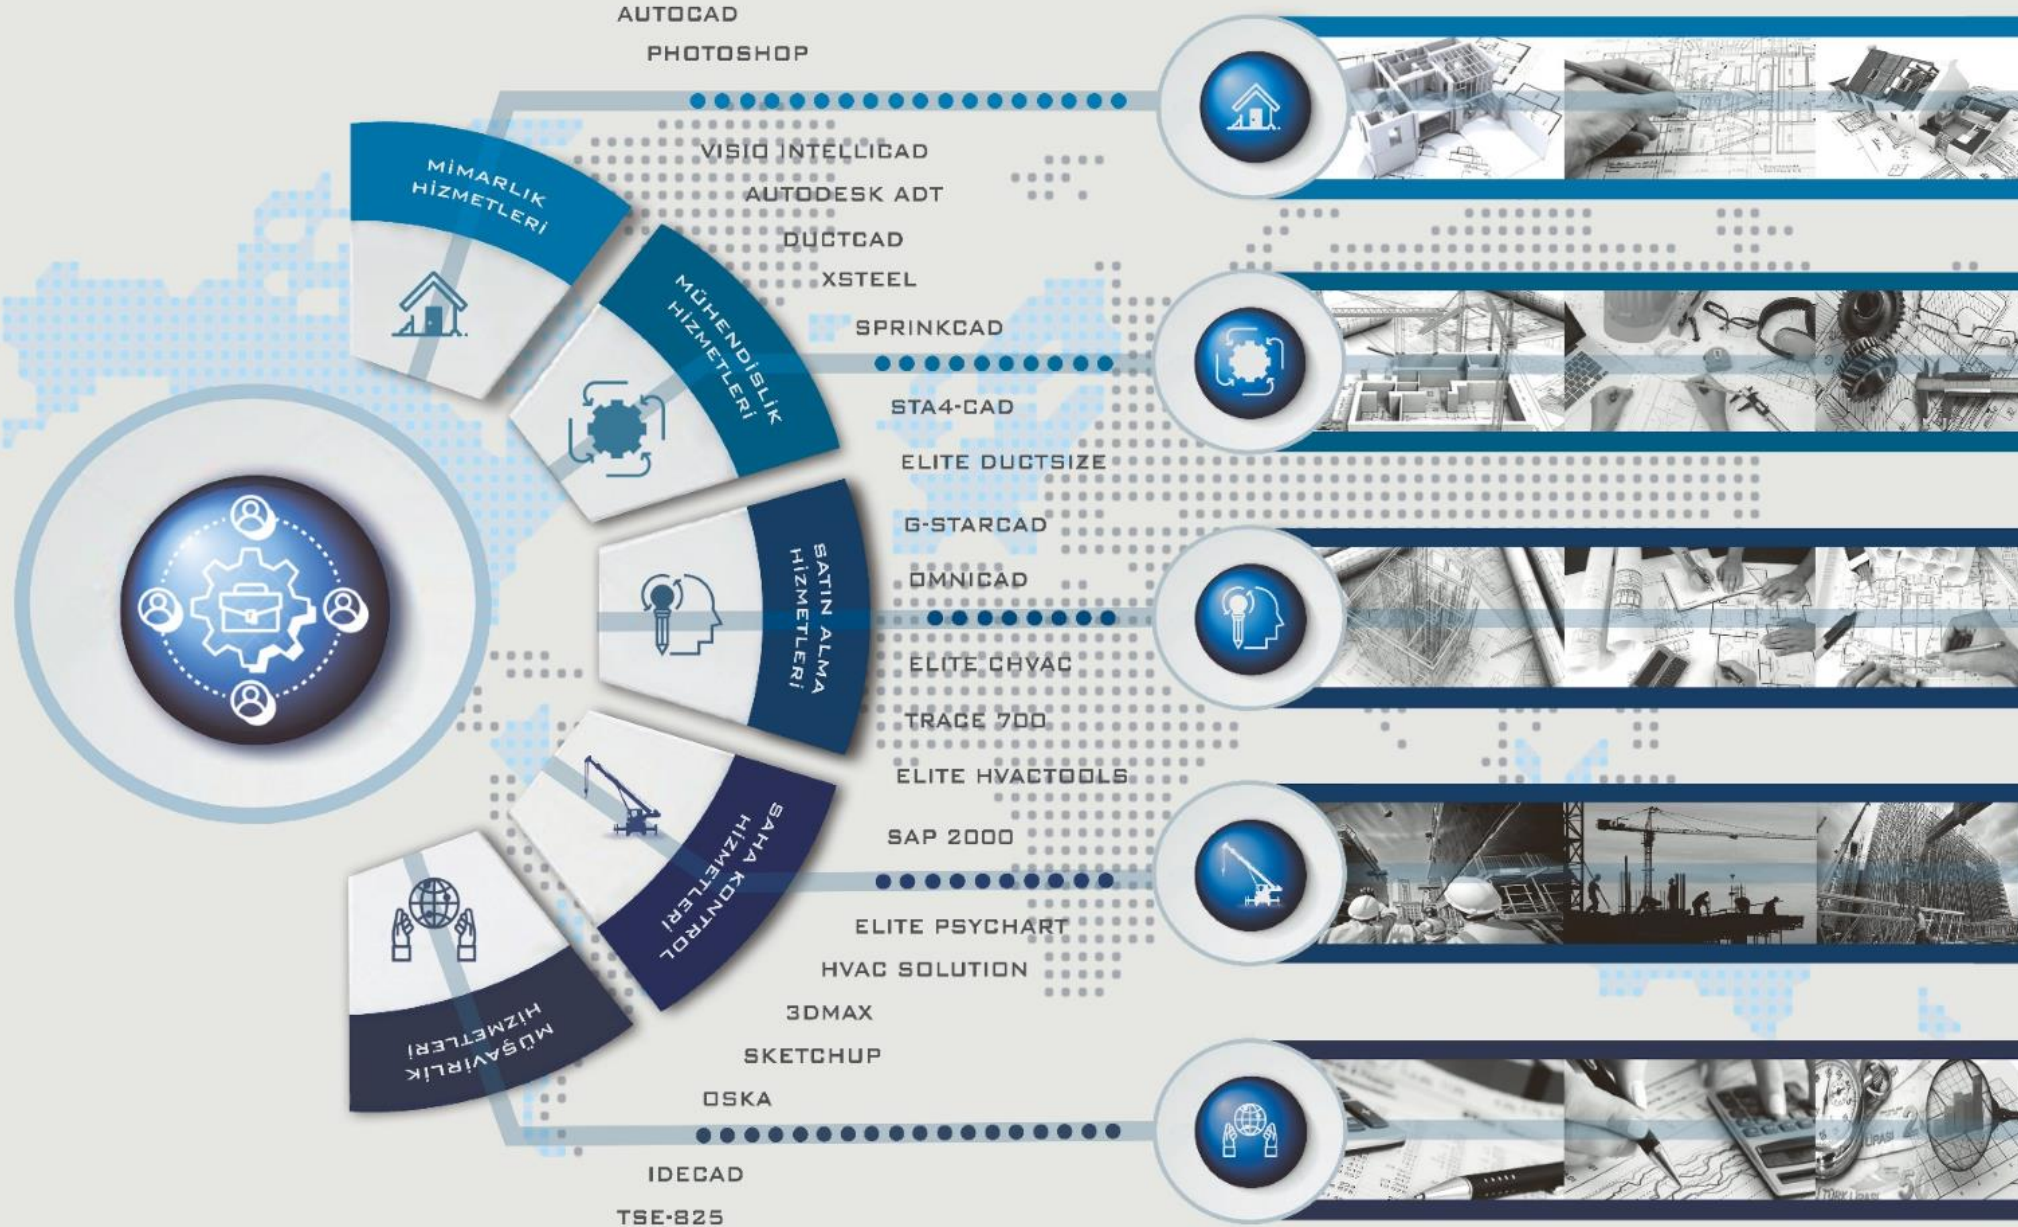 AUTOCAD
PHOTOSHOP
VISIO INTELLICAD
AUTODESK ADT
DUCTCAD
XSTEEL
SPRINKCAD
STA4-CAD
ELITE DUCTSIZE
G-STARCAD
OMNICAD
ELITE CHVAC
TRACE 700
ELITE HVACTOOLS
SAP 2000
ELITE PSYCHART
HVAC SOLUTION
3DMAX
SKETCHUP
OSKA
IDECAD
TSE-825
MİMARLIK
HİZMETLERİ
MÜHENDİSLİK
HİZMETLERİ
SATIN ALMA
HİZMETLERİ
SAHA KONTROL
HİZMETLERİ
MÜŞAVİRLİK
HİZMETLERİ